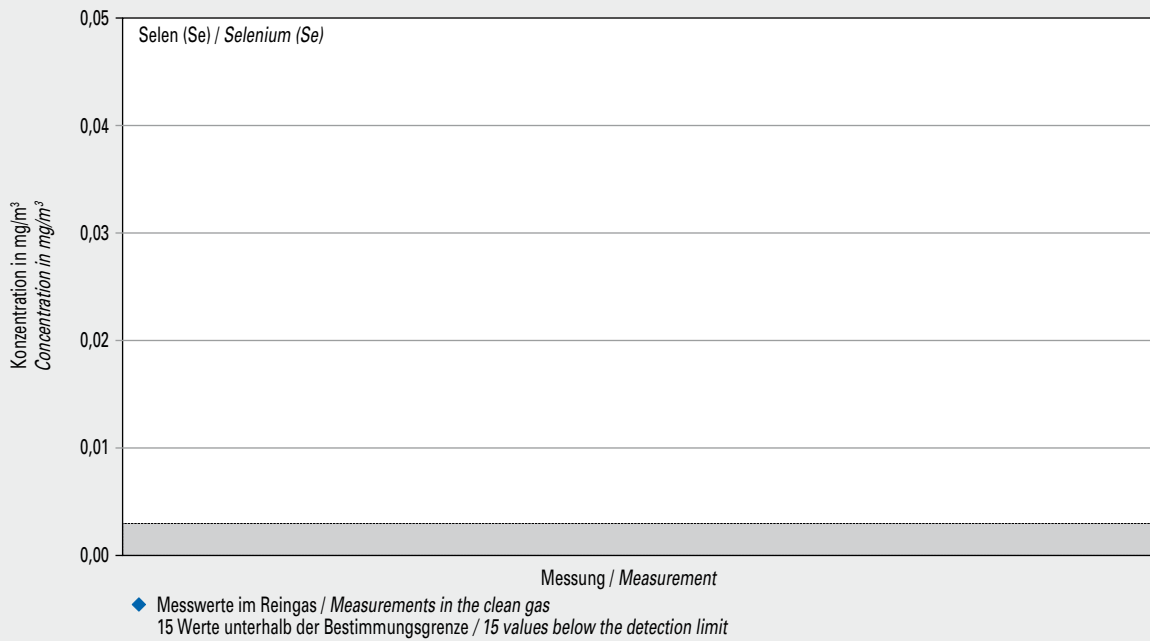 0,05
Selen (Se) / Selenium (Se)
0,04
0,03
0,02
0,01
0,00
Konzentration in mg/m³
Concentration in mg/m³
Messung / Measurement
Messwerte im Reingas / Measurements in the clean gas
15 Werte unterhalb der Bestimmungsgrenze / 15 values below the detection limit